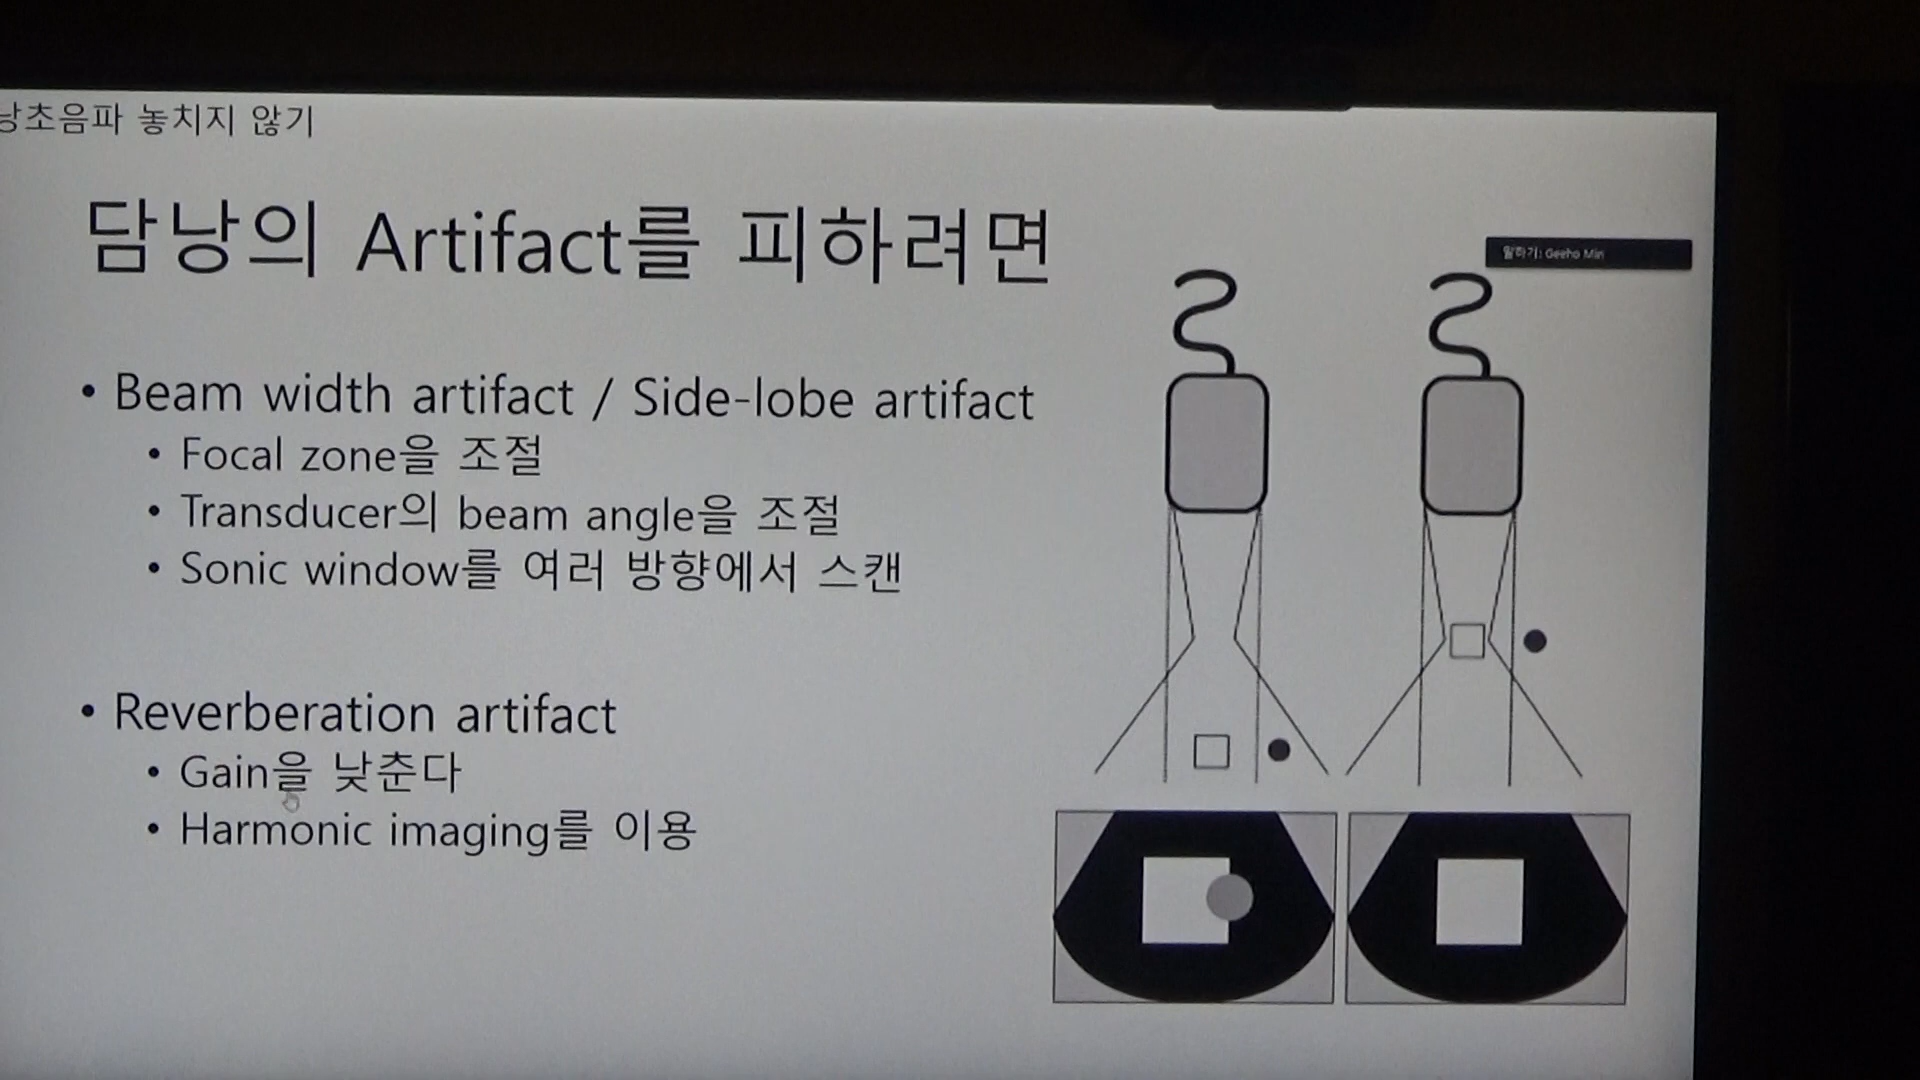 초음파 놓치지 않기
담낭의 Artifact를 피하려면
말하기: Geeho Min
• Beam width artifact / Side-lobe artifact
• Focal zone을 조절
• Transducer의 beam angle을 조절
• Sonic window를 여러 방향에서 스캔
• Reverberation artifact
• Gain을 낮춘다
• Harmonic imaging를 이용